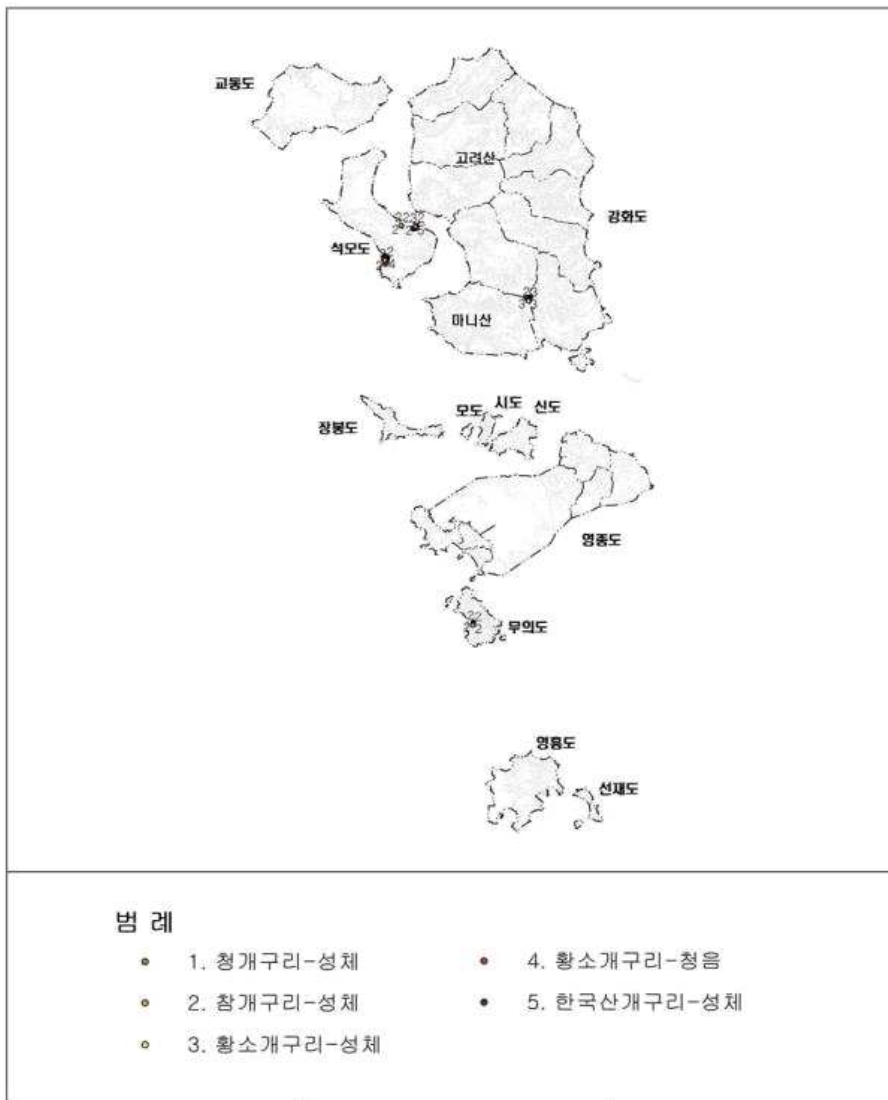 교동도
고려산
강화도
석모도
마니산
장봉도
모도
시도
신도
영종도
22
무의도
영흥도
선재도
범 례
1. 청개구리-성체
2. 참개구리-성체
3. 황소개구리-성체
4. 황소개구리-청음
5. 한국산개구리-성체